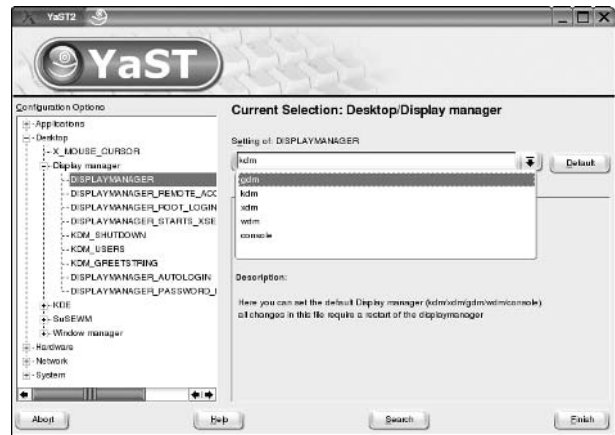 YaST2
YaST
Configuration Options
Applications
Desktop
X_MOUSE_CURSOR
Display manager
DISPLAYMANAGER
DISPLAYMANAGER_REMOTE_ACC
DISPLAYMANAGER_ROOT_LOGIN
DISPLAYMANAGER_STARTS_XSE
KDM_SHUTDOWN
KDM_USERS
KDM_GREETSTRING
DISPLAYMANAGER_AUTOLOGIN
DISPLAYMANAGER_PASSWORD_
KDE
SuSEWM
Window manager
Hardware
Network
System
Current Selection: Desktop/Display manager
Setting of: DISPLAYMANAGER
kdm
Default
gdm
kdm
xdm
wdm
console
Description:
Here you can set the default Display manager (kdm/xdm/gdm/wdm/console)
all changes in this file require a restart of the displaymanager
Abort
Help
Search
Finish